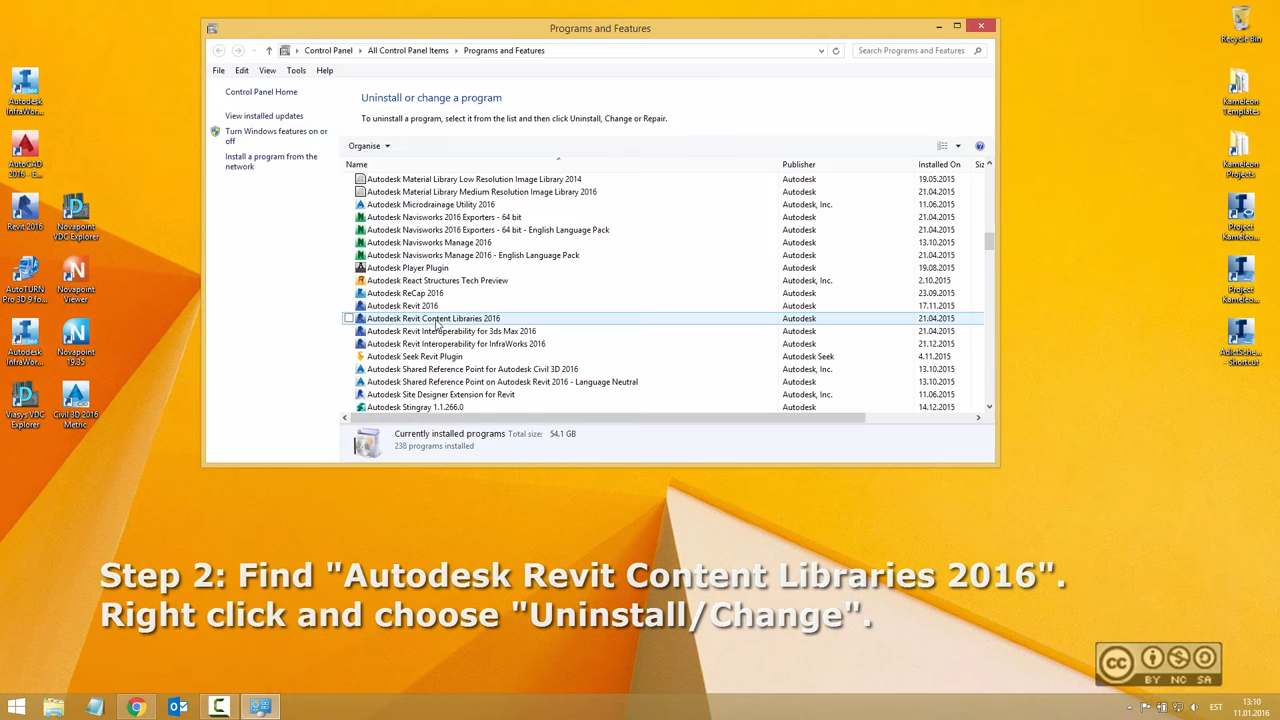 Programs and Features
Control Panel
All Control Panel Items
Programs and Features
Search Programs and Features
File Edit View Tools Help
Control Panel Home
View installed updates
Turn Windows features on or
off
Install a program from the
network
Uninstall or change a program
To uninstall a program, select it from the list and then click Uninstall, Change or Repair.
Organise
Name Publisher Installed On Siz
Autodesk Material Library Low Resolution Image Library 2014 Autodesk 19.05.2015
Autodesk Material Library Medium Resolution Image Library 2016 Autodesk 21.04.2015
Autodesk Microdrainage Utility 2016 Autodesk, Inc. 11.06.2015
Autodesk Navisworks 2016 Exporters - 64 bit Autodesk 21.04.2015
Autodesk Navisworks 2016 Exporters - 64 bit - English Language Pack Autodesk 21.04.2015
Autodesk Navisworks Manage 2016 Autodesk 13.10.2015
Autodesk Navisworks Manage 2016 - English Language Pack Autodesk 21.04.2015
Autodesk Player Plugin Autodesk 19.08.2015
Autodesk React Structures Tech Preview Autodesk, Inc. 2.10.2015
Autodesk ReCap 2016 Autodesk 23.09.2015
Autodesk Revit 2016 Autodesk 17.11.2015
Autodesk Revit Content Libraries 2016 Autodesk 21.04.2015
Autodesk Revit Interoperability for 3ds Max 2016 Autodesk 21.04.2015
Autodesk Revit Interoperability for InfraWorks 2016 Autodesk 21.12.2015
Autodesk Seek Revit Plugin Autodesk Seek 4.11.2015
Autodesk Shared Reference Point for Autodesk Civil 3D 2016 Autodesk, Inc. 13.10.2015
Autodesk Shared Reference Point on Autodesk Revit 2016 - Language Neutral Autodesk 13.10.2015
Autodesk Site Designer Extension for Revit Autodesk, Inc. 11.06.2015
Autodesk Stingray 1.1.266.0 Autodesk 14.12.2015
Currently installed programs Total size: 54.1 GB
238 programs installed
Autodesk
InfraWor...
AutoCAD
2016 - E...
Revit 2016
Novapoint
VDC Explorer
AutoTURN
Pro 3D 9 fo...
Novapoint
Viewer
Autodesk
InfraWor...
Novapoint
19.35
Viasys VDC
Explorer
Civil 3D 2016
Metric
Recycle Bin
Kameleon
Templates
Kameleon
Projects
Project
Kameleo...
Project
Kameleo...
AdictSche...
- Shortcut
Step 2: Find "Autodesk Revit Content Libraries 2016".
Right click and choose "Uninstall/Change".
cc
BY NC SA
EST
13:10
11.01.2016